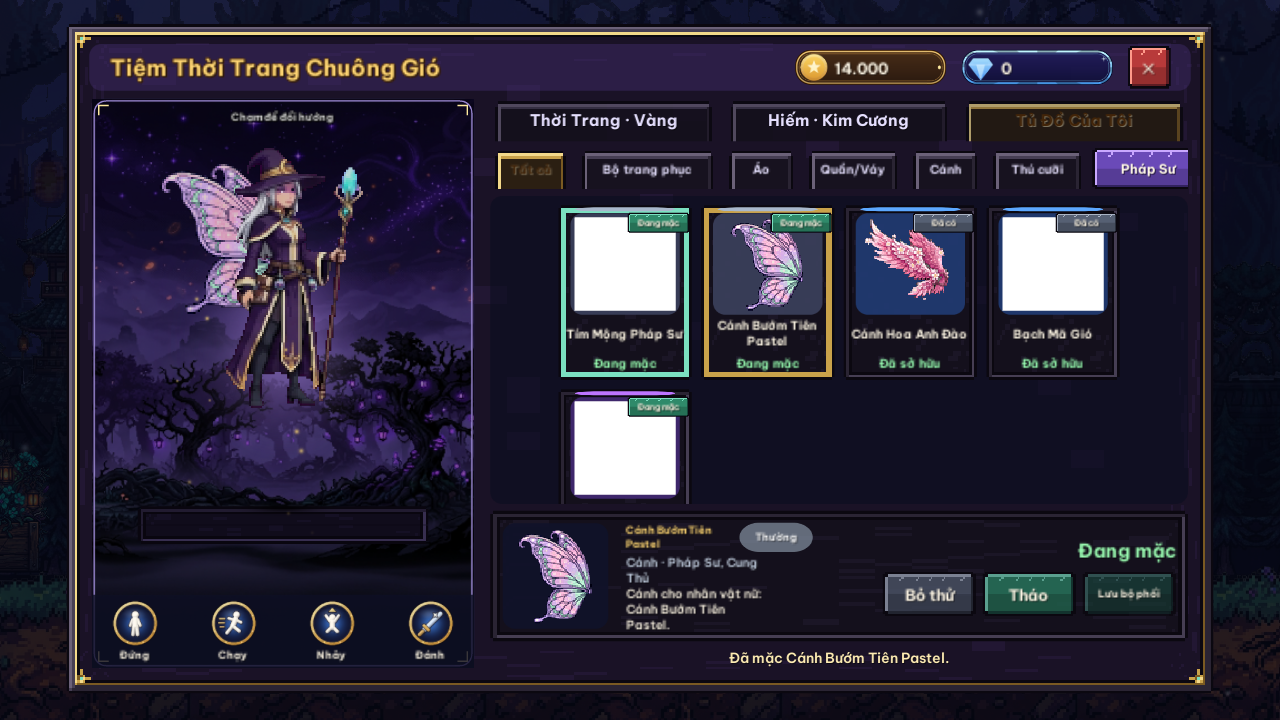 Tiệm Thời Trang Chuông Gió
14.000
0
×
Chạm để đổi hướng
Thời Trang · Vàng
Hiếm · Kim Cương
Tủ Đồ Của Tôi
Tất cả
Bộ trang phục
Áo
Quần/Váy
Cánh
Thú cưỡi
Pháp Sư
Đang mặc
Đang mặc
Đã có
Đã có
Tím Mộng Pháp Sư
Cánh Bướm Tiên
Pastel
Cánh Hoa Anh Đào
Bạch Mã Gió
Đang mặc
Đang mặc
Đã sở hữu
Đã sở hữu
Đang mặc
Cánh Bướm Tiên
Pastel
Thường
Cánh · Pháp Sư, Cung
Thủ
Cánh cho nhân vật nữ:
Cánh Bướm Tiên
Pastel.
Đang mặc
Bỏ thử
Tháo
Lưu bộ phối
Đứng
Chạy
Nhảy
Đánh
Đã mặc Cánh Bướm Tiên Pastel.